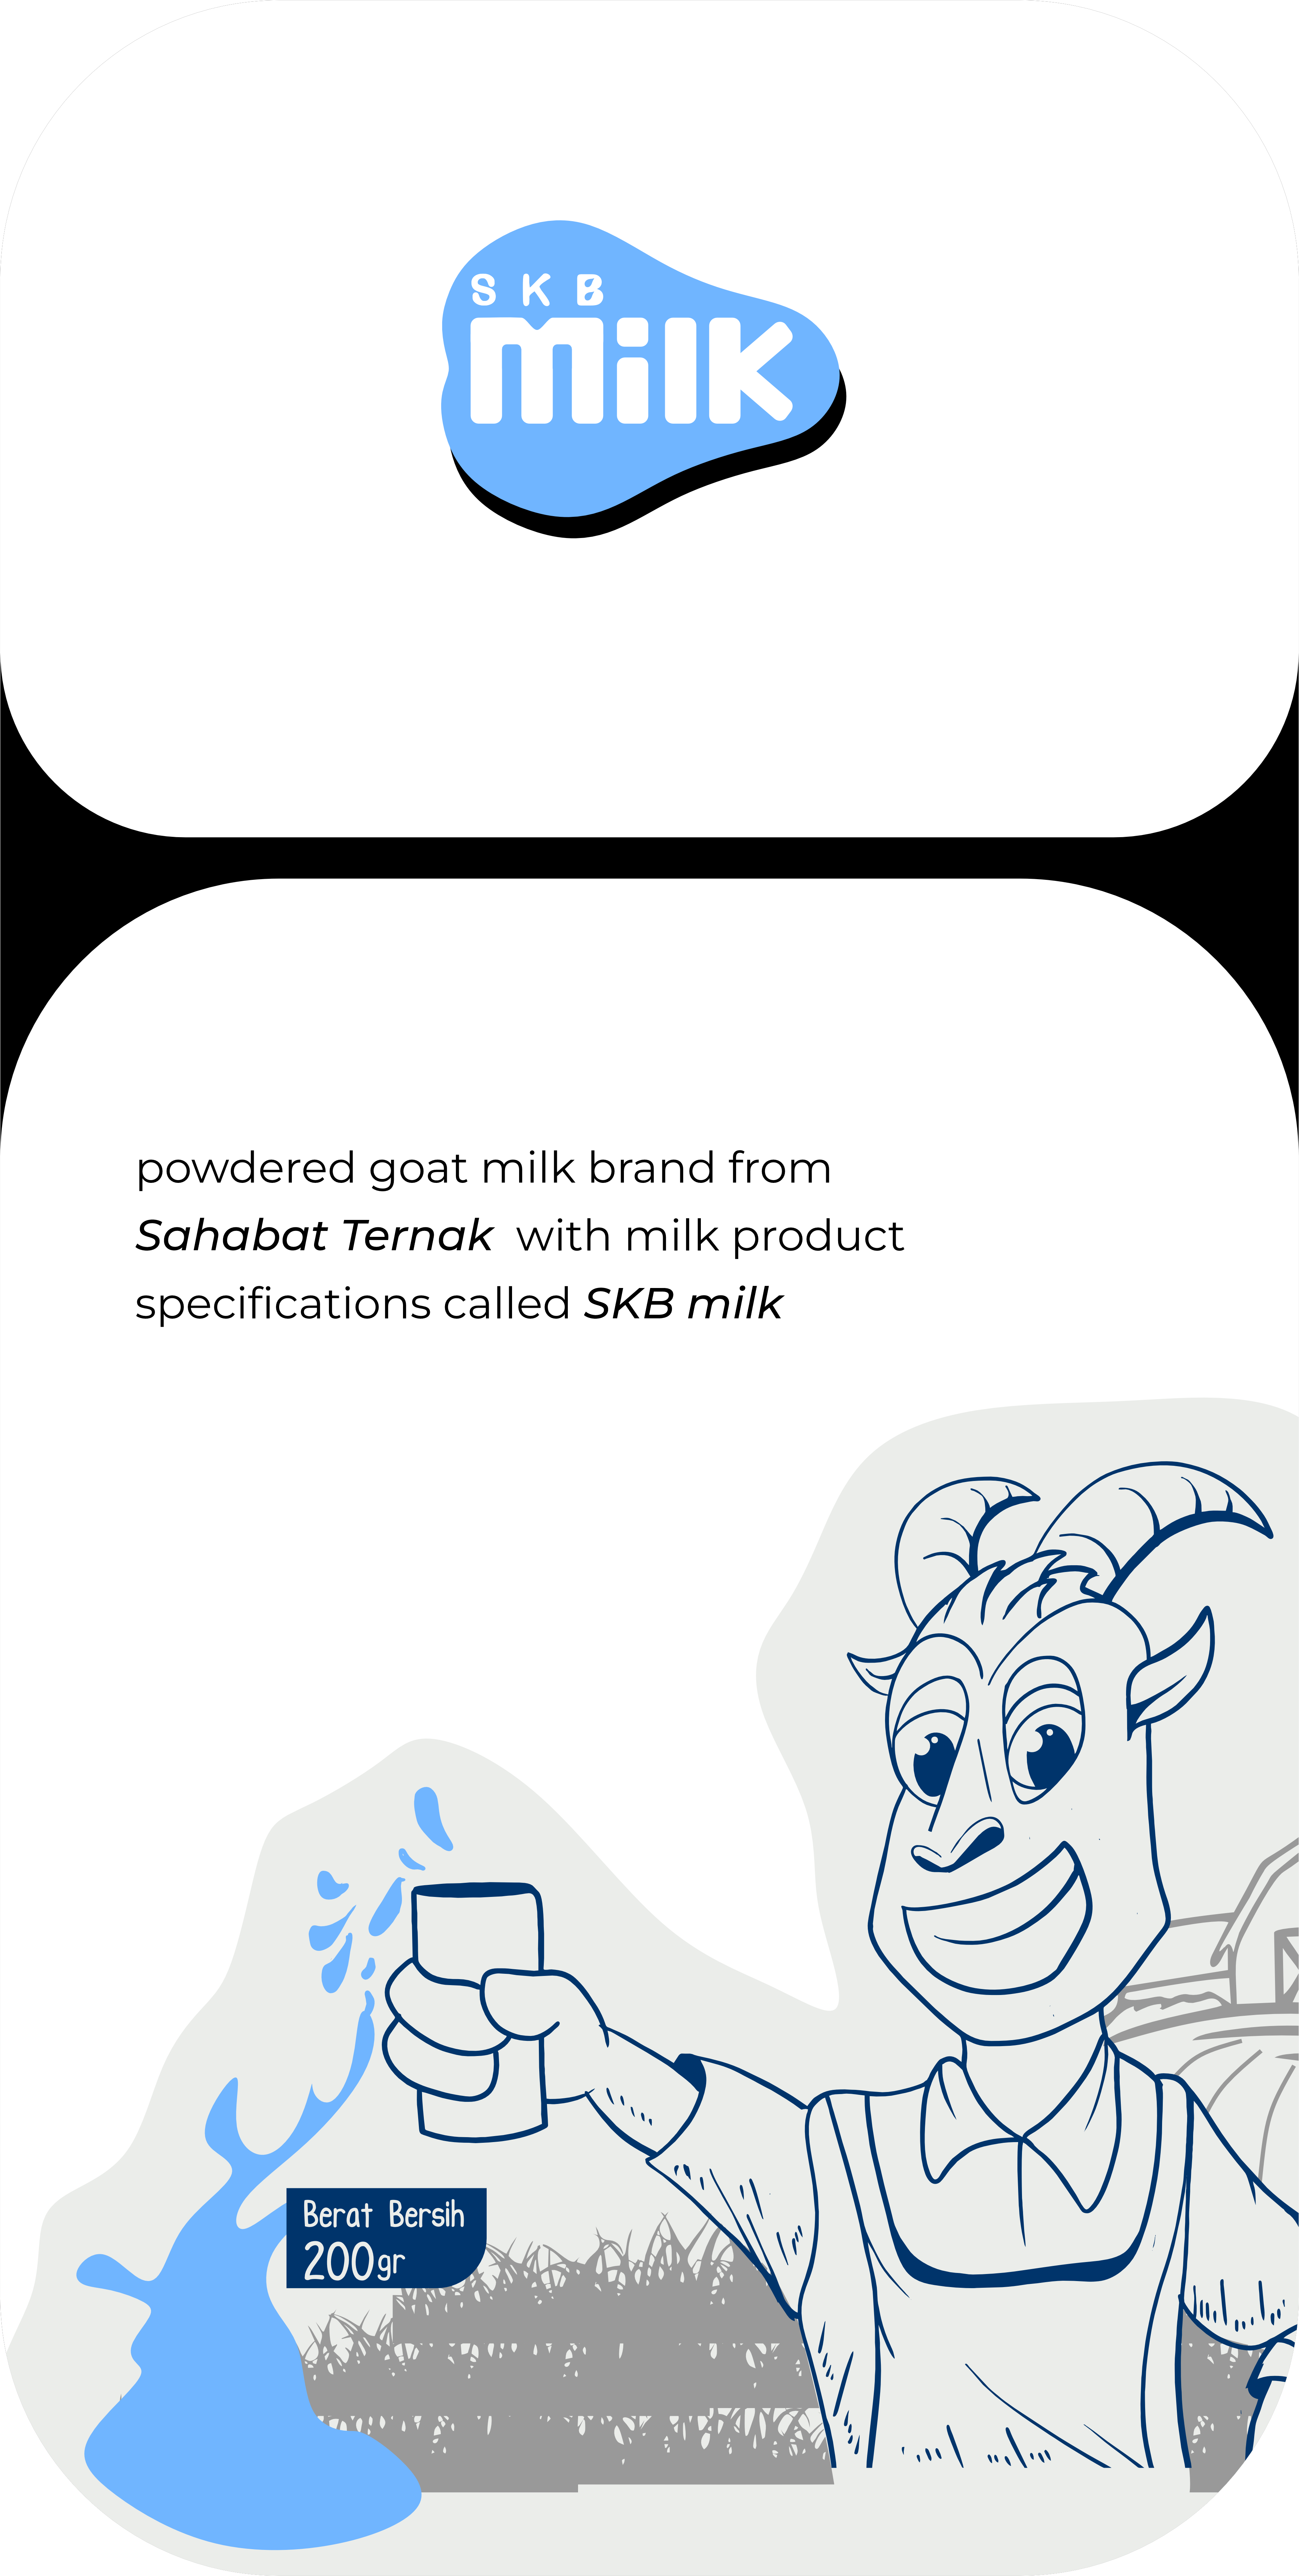 SKB
milk
powdered goat milk brand from
Sahabat Ternak with milk product
specifications called SKB milk
Berat Bersih
200gr